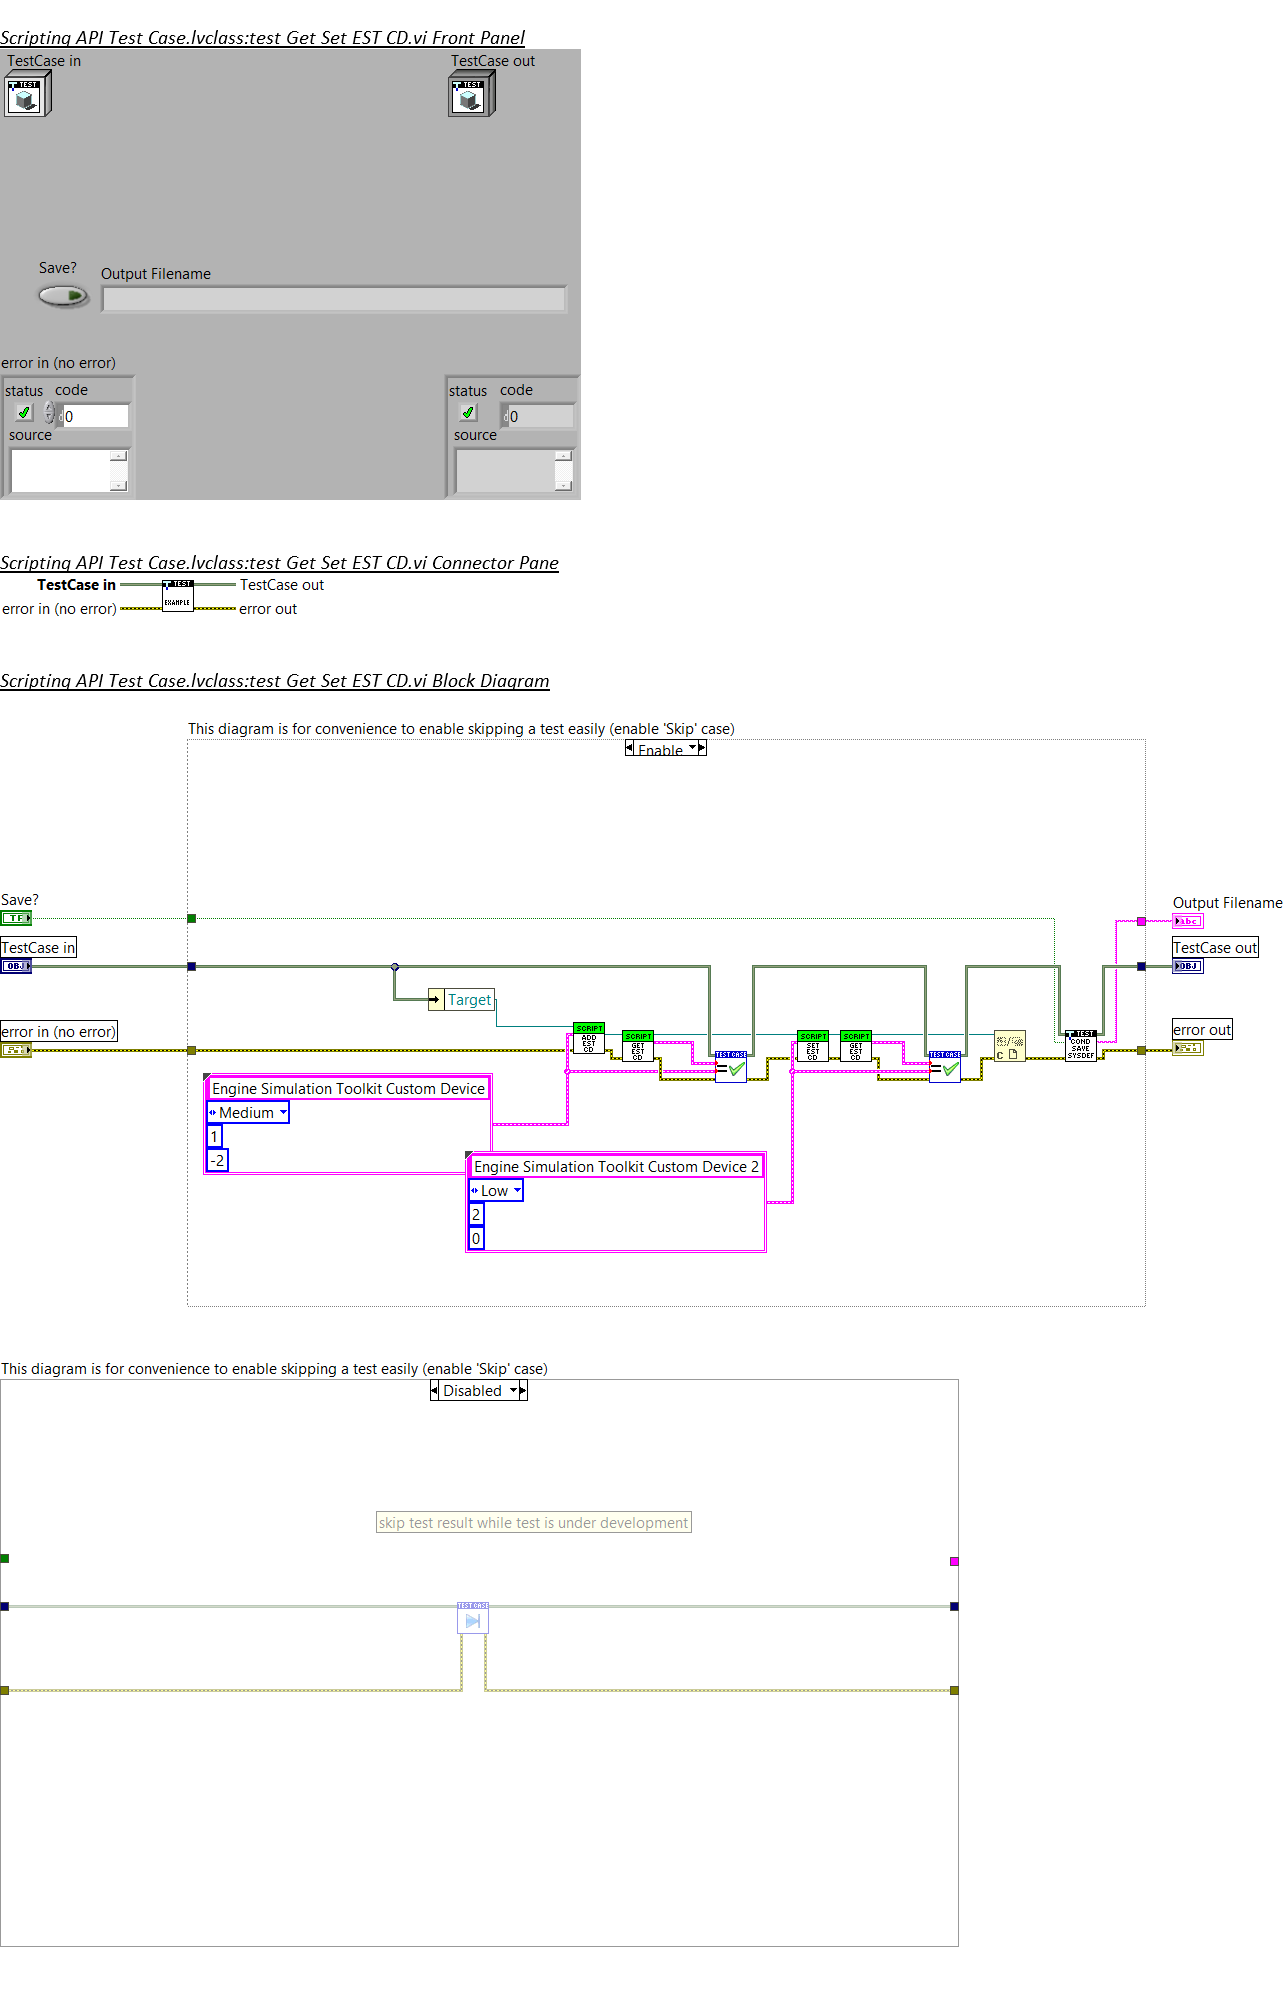 Scripting API Test Case.lvclass:test Get Set EST CD.vi Front Panel
TestCase in
TestCase out
TEST
TEST
Save?
Output Filename
error in (no error)
status code
0
source
status code
0
source
Scripting API Test Case.lvclass:test Get Set EST CD.vi Connector Pane
TestCase in
TEST
EXAMPLE
TestCase out
error in (no error)
error out
Scripting API Test Case.lvclass:test Get Set EST CD.vi Block Diagram
This diagram is for convenience to enable skipping a test easily (enable 'Skip' case)
Enable
Save?
TF
Output Filename
Abc
TestCase in
OBJ
TestCase out
OBJ
Target
error in (no error)
error out
SCRIPT
ADD
EST
CD
SCRIPT
GET
EST
CD
TEST CASE
SCRIPT
SET
EST
CD
SCRIPT
GET
EST
CD
TEST CASE
C
TEST
COND
SAVE
SYSDEF
Engine Simulation Toolkit Custom Device
Medium
1
-2
Engine Simulation Toolkit Custom Device 2
Low
2
0
This diagram is for convenience to enable skipping a test easily (enable 'Skip' case)
Disabled
skip test result while test is under development
TEST CASE